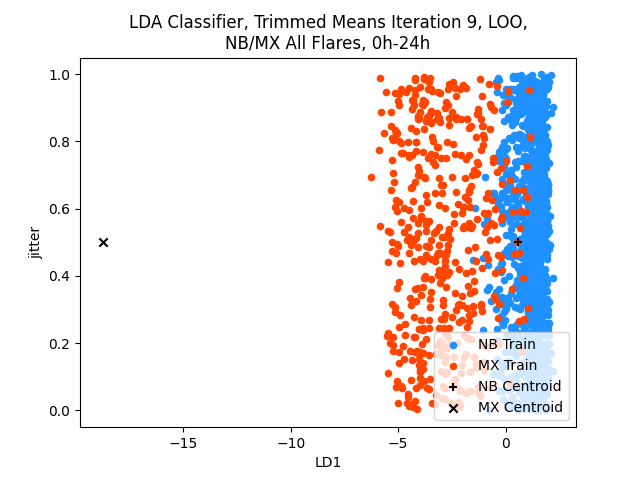 LDA Classifier, Trimmed Means Iteration 9, LOO,
NB/MX All Flares, 0h-24h
1.0
0.8
0.6
0.4
0.2
0.0
jitter
−15
−10
−5
0
LD1
NB Train
MX Train
NB Centroid
MX Centroid